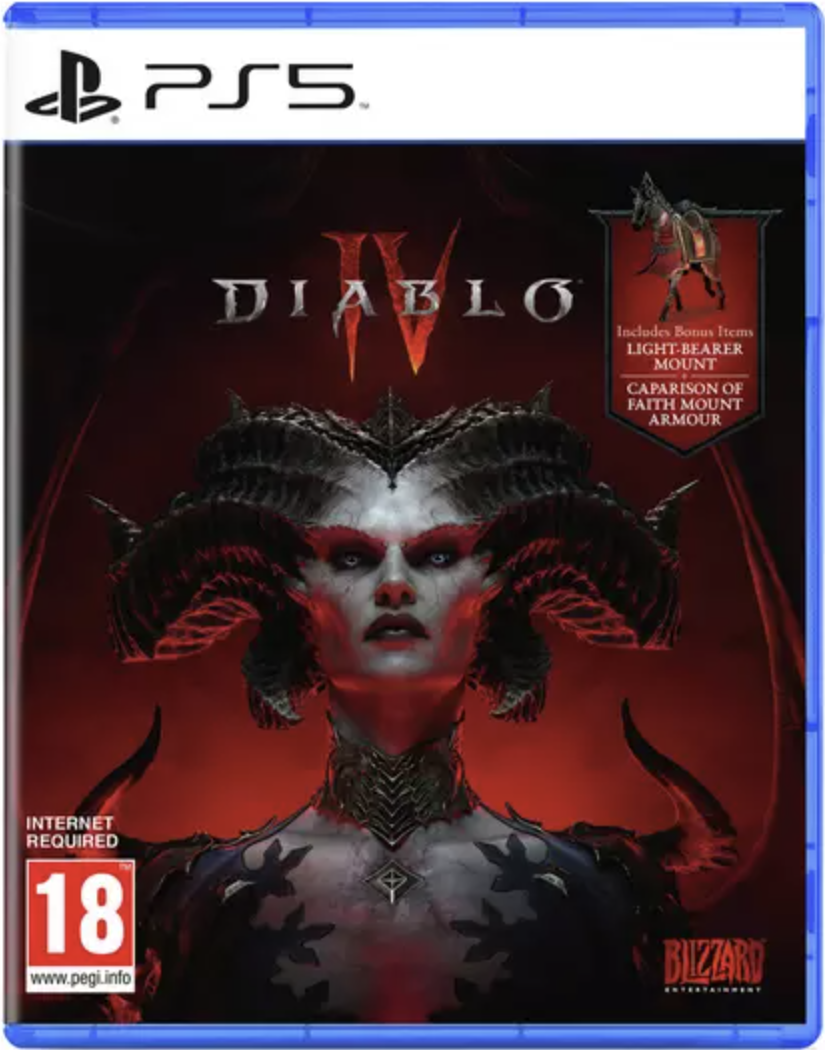 PS5
DIABLO
IV
Includes Bonus Items
LIGHT-BEARER
MOUNT
CAPARISON OF
FAITH MOUNT
ARMOUR
INTERNET
REQUIRED
18
www.pegi.info
BLIZZARD
ENTERTAINMENT